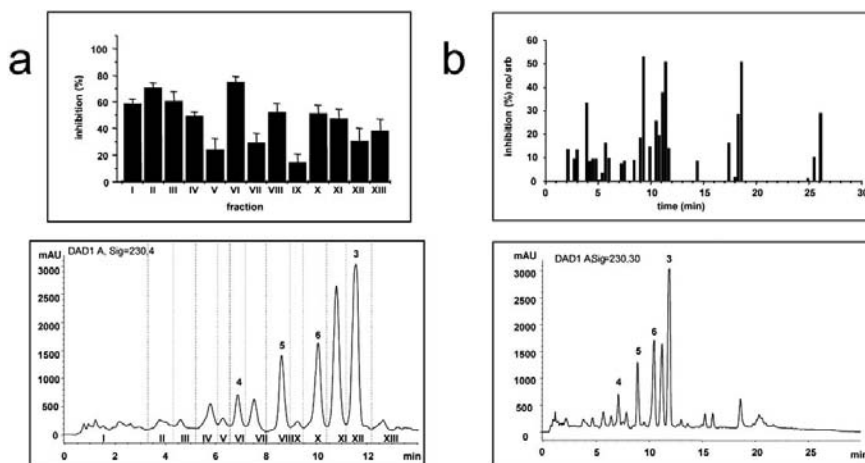 a
inhibition (%)
100
80
60
40
20
0
I II III IV V VI VII VIII IX X XI XII XIII
fraction
b
inhibition (%) no/srb
60
50
40
30
20
10
0
0 5 10 15 20 25 30
time (min)
DAD1 A, Sig=230,4
mAU
3000
2500
2000
1500
1000
500
0
3
4
5
6
I II III IV V VI VII VIII IX X XI XII XIII
0 2 4 6 8 10 12 min
DAD1 ASig=230,30
mAU
3000
2500
2000
1500
1000
500
0
3
4
5
6
0 5 10 15 20 25 min